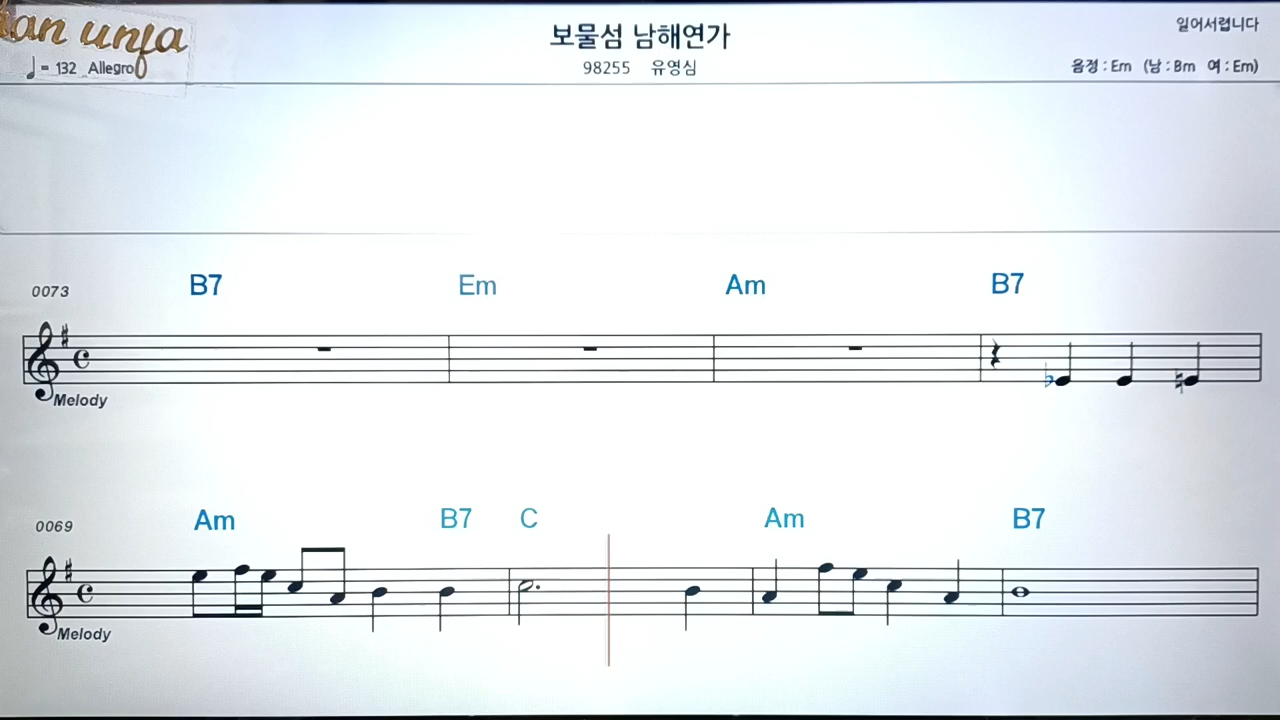 an unfa
보물섬 남해연가
일어서렵니다
♩= 132 Allegro
98255 유영심
음정 : Em (남 : Bm 여 : Em)
B7 Em Am B7
0073
Melody
Am B7 C Am B7
0069
Melody